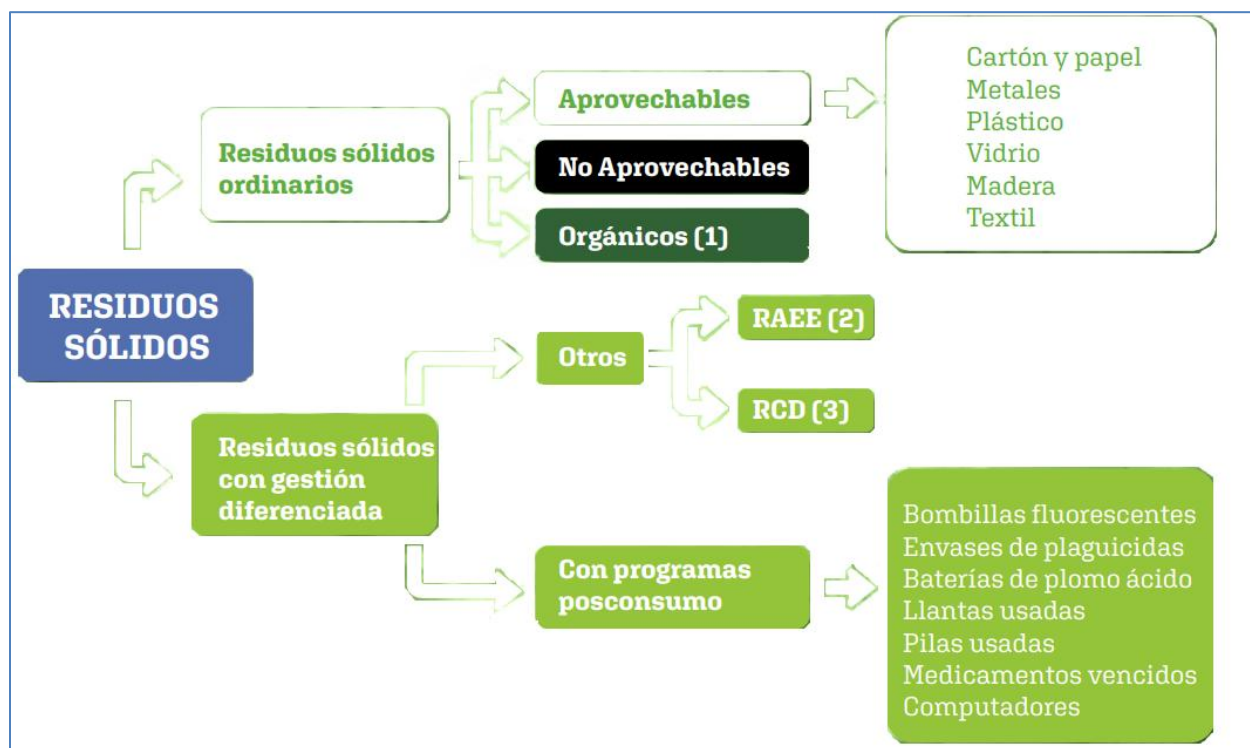 RESIDUOS
SÓLIDOS
Residuos sólidos
ordinarios
Aprovechables
No Aprovechables
Orgánicos (1)
Cartón y papel
Metales
Plástico
Vidrio
Madera
Textil
Residuos sólidos
con gestión
diferenciada
Otros
RAEE (2)
RCD (3)
Con programas
posconsumo
Bombillas fluorescentes
Envases de plaguicidas
Baterías de plomo ácido
Llantas usadas
Pilas usadas
Medicamentos vencidos
Computadores